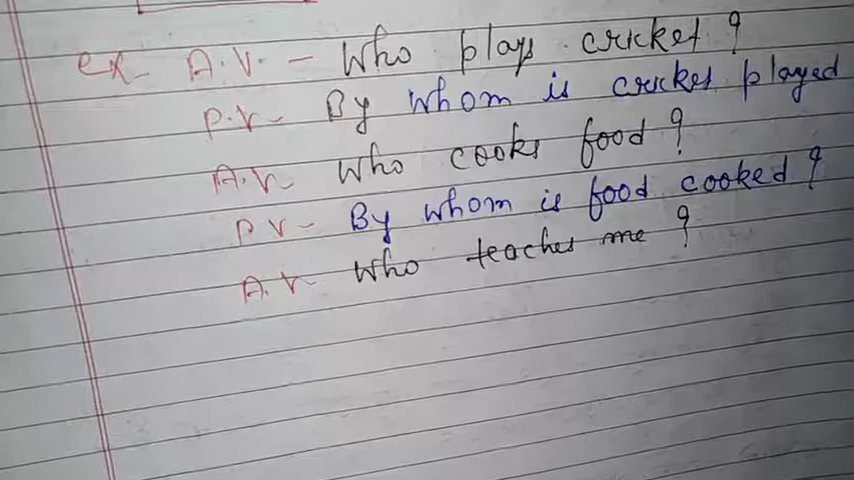 ex- A.V. - Who plays cricket ?
P.V- By whom is cricket played
A.V- Who cooks food ?
P V- By whom is food cooked ?
A.V- Who teaches me ?